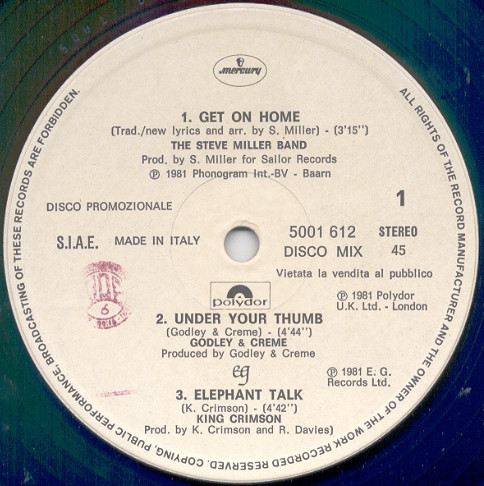 mercury
1. GET ON HOME
(Trad./new lyrics and arr. by S. Miller) - (3'15")
THE STEVE MILLER BAND
Prod. by S. Miller for Sailor Records
℗ 1981 Phonogram Int.-BV - Baarn
DISCO PROMOZIONALE
1
S.I.A.E. MADE IN ITALY
5001 612 STEREO
DISCO MIX 45
Vietata la vendita al pubblico
6
polydor
℗ 1981 Polydor
U.K. Ltd. - London
2. UNDER YOUR THUMB
(Godley & Creme) - (4'44")
GODLEY & CREME
Produced by Godley & Creme
eg
℗ 1981 E. G.
Records Ltd.
3. ELEPHANT TALK
(K. Crimson) - (4'42")
KING CRIMSON
Prod. by K. Crimson and R. Davies)
ALL RIGHTS OF THE RECORD MANUFACTURER AND THE OWNER OF THE WORK RECORDED RESERVED. COPYING, PUBLIC PERFORMANCE, BROADCASTING OF THESE RECORDS ARE FORBIDDEN.